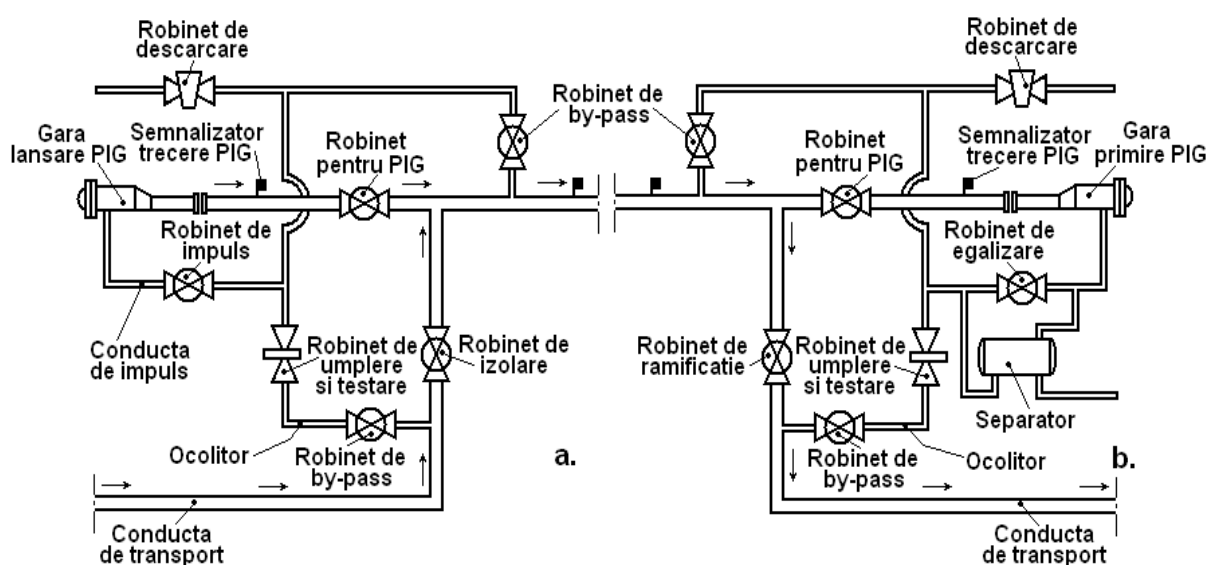 Robinet de
descarcare
Gara
lansare PIG
Semnalizator
trecere PIG
Robinet
pentru PIG
Robinet de
by-pass
Robinet
pentru PIG
Semnalizator
trecere PIG
Gara
primire PIG
Robinet de
descarcare
Robinet de
impuls
Conducta
de impuls
Robinet de
umplere
si testare
Robinet de
izolare
Ocolitor
Robinet de
by-pass
a.
Conducta
de transport
Robinet de
egalizare
Robinet de
ramificatie
Robinet de
umplere
si testare
Separator
Robinet de
by-pass
Ocolitor
b.
Conducta
de transport